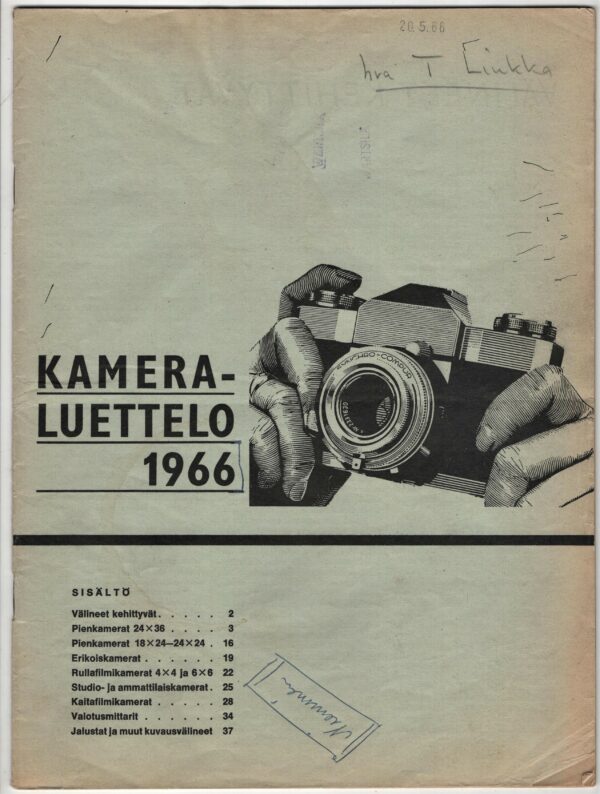 20.5.66
hra T Liukka
KAMERA-
LUETTELO
1966
SYNCHRO-COMPUR
SISÄLTÖ
Välineet kehittyvät . . . . . 2
Pienkamerat 24×36 . . . . 3
Pienkamerat 18×24—24×24 . 16
Erikoiskamerat . . . . . . 19
Rullafilmikamerat 4×4 ja 6×6 22
Studio- ja ammattilaiskamerat . 25
Kaitafilmikamerat . . . . . 28
Valotusmittarit . . . . . . 34
Jalustat ja muut kuvausvälineet 37